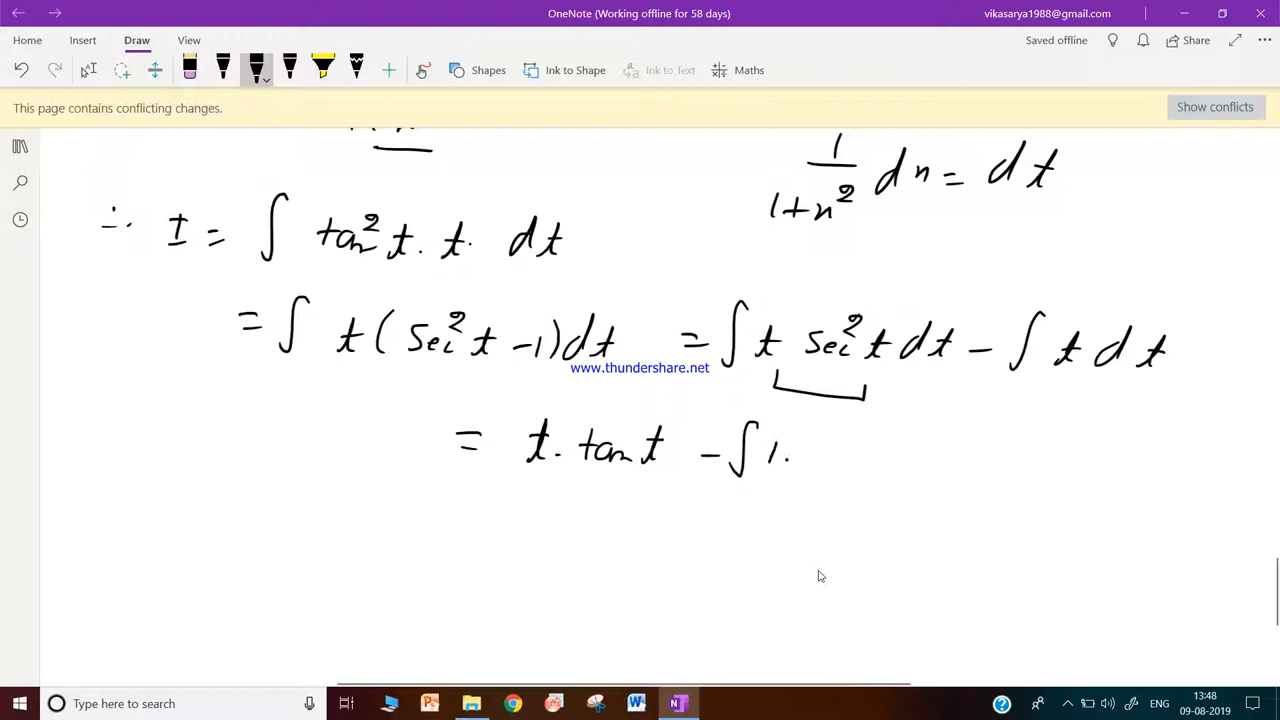 OneNote (Working offline for 58 days)
vikasarya1988@gmail.com
Home Insert Draw View
Saved offline
Share
Shapes Ink to Shape Ink to Text Maths
This page contains conflicting changes.
Show conflicts
1/(1+x²) dx = dt
∴ I = ∫ tan²t. t. dt
= ∫ t(sec²t -1)dt = ∫ t sec²t dt - ∫ t dt
www.thundershare.net
= t. tan t - ∫ 1.
Type here to search
ENG
13:48
09-08-2019